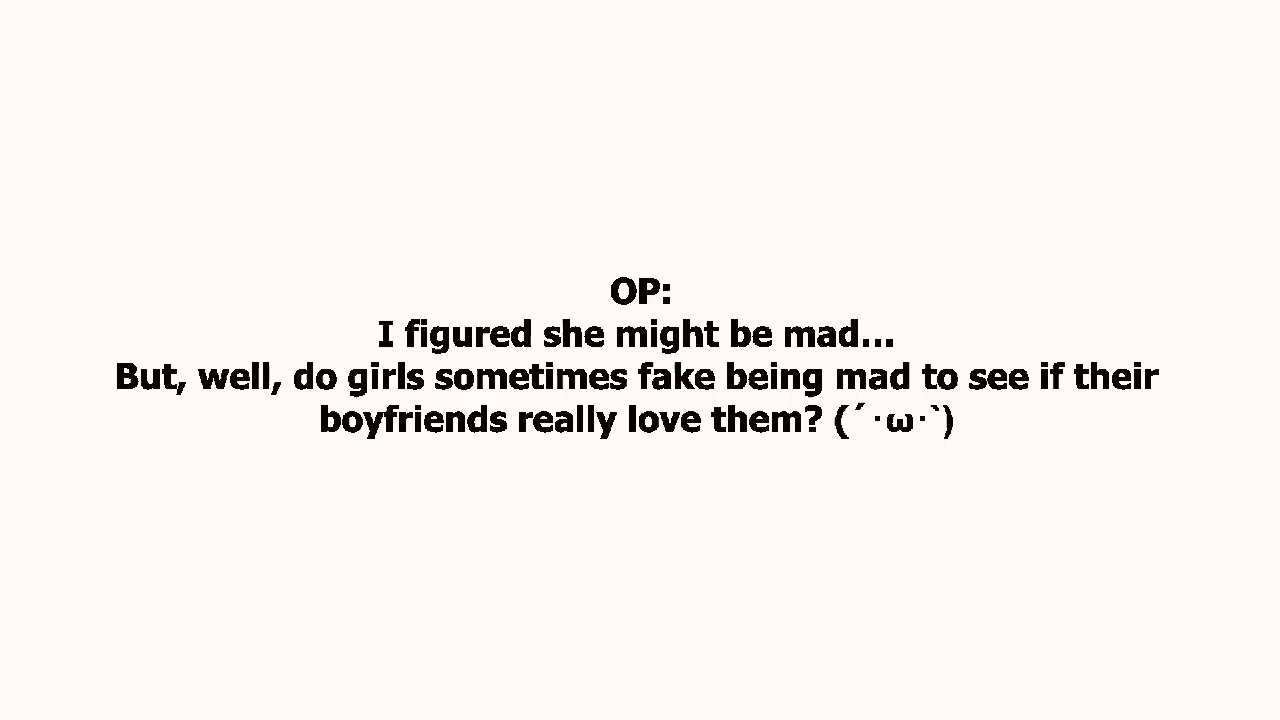 OP:
I figured she might be mad...
But, well, do girls sometimes fake being mad to see if their
boyfriends really love them? (´･ω･`)